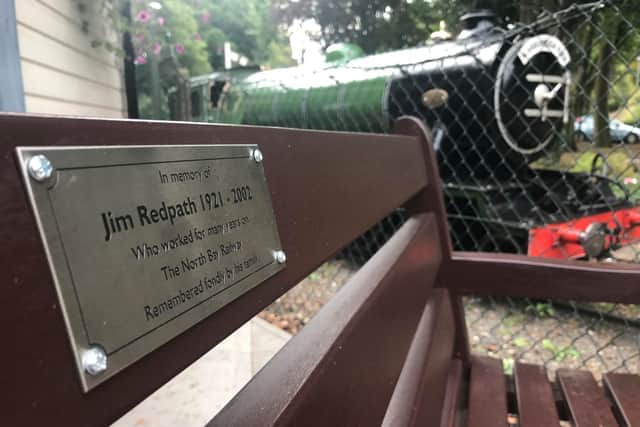 In memory of
Jim Redpath 1921 - 2002
Who worked for many years on
The North Bay Railway
Remembered fondly by his family